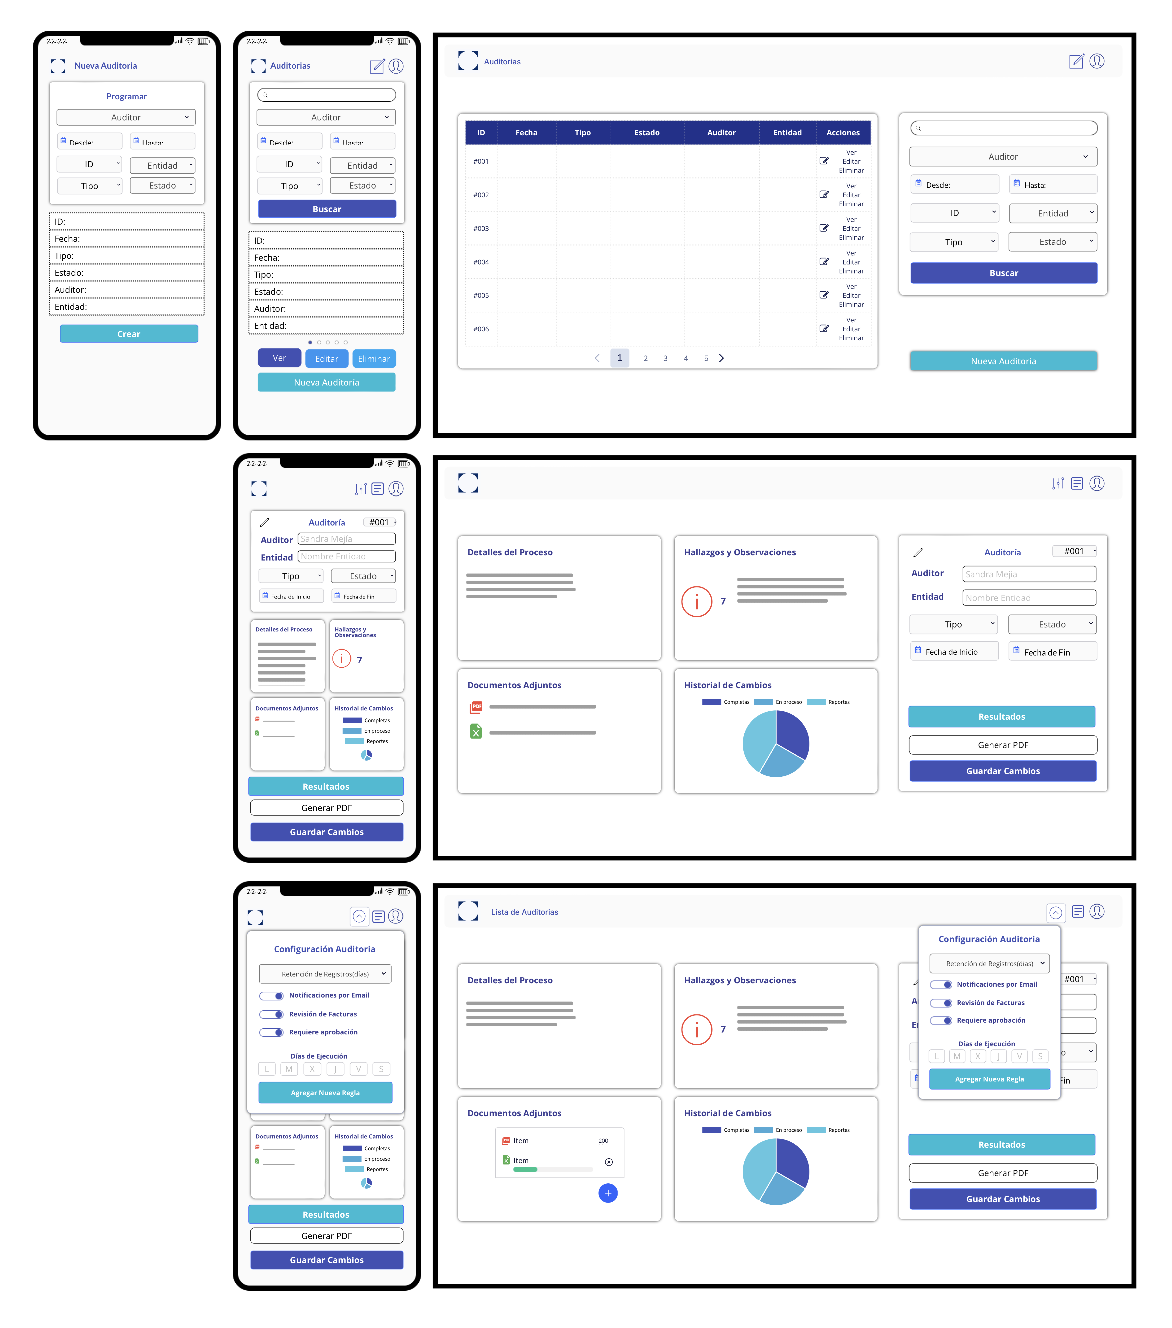 22:22
Nueva Auditoria
Programar
Auditor
Desde:
Hasta:
ID
Entidad
Tipo
Estado
ID:
Fecha:
Tipo:
Estado:
Auditor:
Entidad:
Crear
22:22
Auditorias
Auditor
Desde:
Hasta:
ID
Entidad
Tipo
Estado
Buscar
ID:
Fecha:
Tipo:
Estado:
Auditor:
Entidad:
Ver
Editar
Eliminar
Nueva Auditoria
Auditorias
ID Fecha Tipo Estado Auditor Entidad Acciones
#001 Ver Editar Eliminar
#002 Ver Editar Eliminar
#003 Ver Editar Eliminar
#004 Ver Editar Eliminar
#005 Ver Editar Eliminar
#006 Ver Editar Eliminar
1 2 3 4 5
Auditor
Desde:
Hasta:
ID
Entidad
Tipo
Estado
Buscar
Nueva Auditoria
22:22
Auditoría
#001
Auditor Sandra Mejía
Entidad Nombre Entidad
Tipo
Estado
Fecha de Inicio
Fecha de Fin
Detalles del Proceso
Hallazgos y
Observaciones
7
Documentos Adjuntos
PDF
X
Historial de Cambios
Completas
En proceso
Reportes
Resultados
Generar PDF
Guardar Cambios
Detalles del Proceso
Hallazgos y Observaciones
7
Documentos Adjuntos
PDF
X
Historial de Cambios
Completas En proceso Reportes
Auditoría
#001
Auditor Sandra Mejia
Entidad Nombre Entidad
Tipo
Estado
Fecha de Inicio
Fecha de Fin
Resultados
Generar PDF
Guardar Cambios
22:22
Configuración Auditoria
Retención de Registros(días)
Notificaciones por Email
Revisión de Facturas
Requiere aprobación
Días de Ejecución
L M X J V S
Agregar Nueva Regla
Documentos Adjuntos
Historial de Cambios
Completas
En proceso
Reportes
Resultados
Generar PDF
Guardar Cambios
Lista de Auditorias
Detalles del Proceso
Hallazgos y Observaciones
7
Documentos Adjuntos
Item 200
Item
Historial de Cambios
Completas En proceso Reportes
Configuración Auditoria
Retención de Registros(días)
Notificaciones por Email
Revisión de Facturas
Requiere aprobación
Días de Ejecución
L M X J V S
Agregar Nueva Regla
#001
Fin
Resultados
Generar PDF
Guardar Cambios